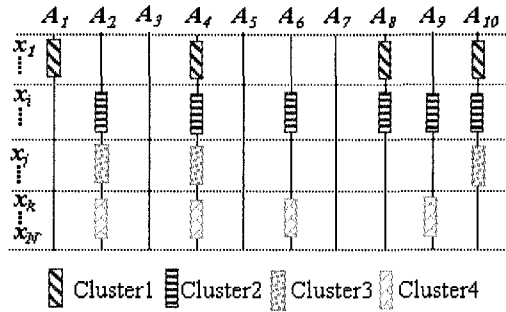 A1 A2 A3 A4 A5 A6 A7 A8 A9 A10
x1
xi
xj
xk
xN
Cluster1 Cluster2 Cluster3 Cluster4